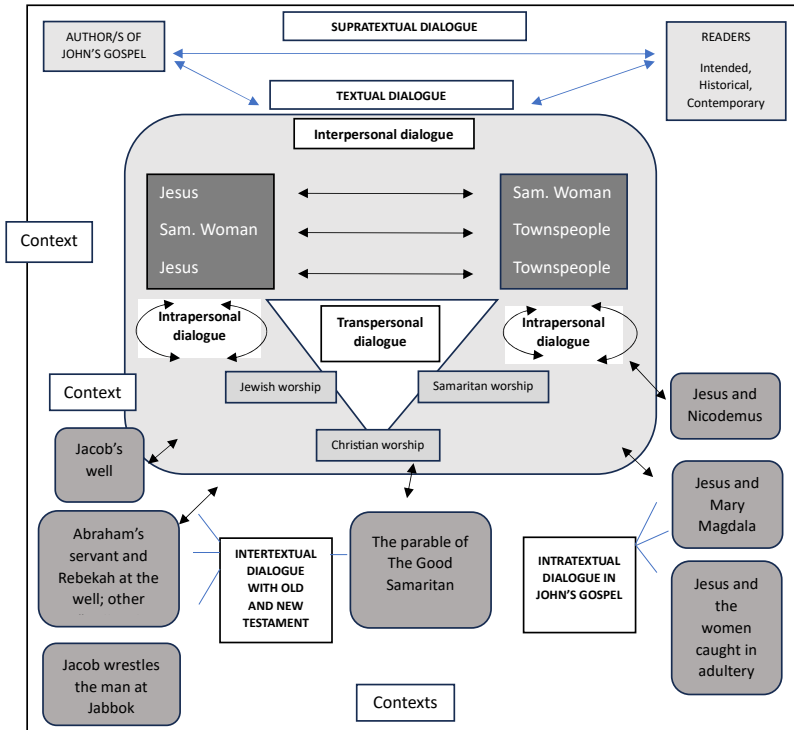 SUPRATEXTUAL DIALOGUE
AUTHOR/S OF
JOHN'S GOSPEL
READERS
Intended,
Historical,
Contemporary
TEXTUAL DIALOGUE
Interpersonal dialogue
Jesus
Sam. Woman
Sam. Woman
Townspeople
Jesus
Townspeople
Context
Intrapersonal
dialogue
Transpersonal
dialogue
Intrapersonal
dialogue
Context
Jewish worship
Samaritan worship
Christian worship
Jesus and
Nicodemus
Jacob's
well
Jesus and
Mary
Magdala
Abraham's
servant and
Rebekah at the
well; other
INTERTEXTUAL
DIALOGUE
WITH OLD
AND NEW
TESTAMENT
The parable of
The Good
Samaritan
INTRATEXTUAL
DIALOGUE IN
JOHN'S GOSPEL
Jesus and
the
women
caught in
adultery
Jacob wrestles
the man at
Jabbok
Contexts